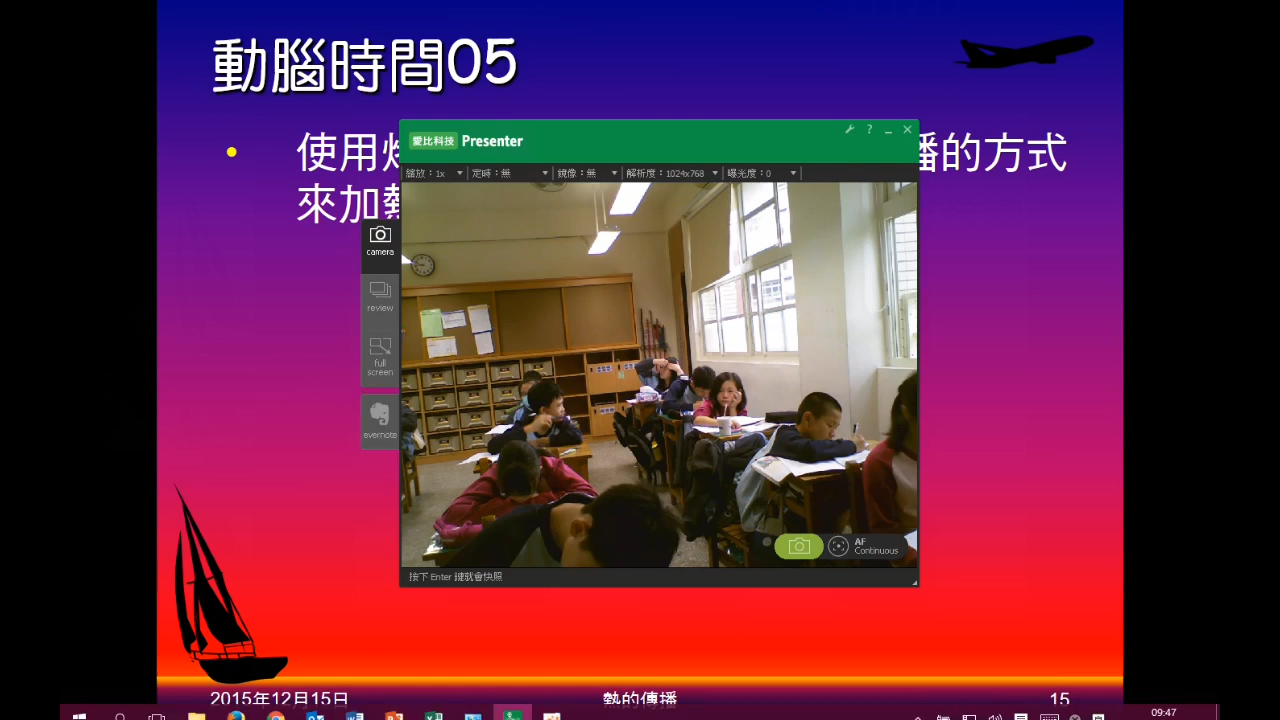 動腦時間05
使用
播的方式
來加熱
愛比科技 Presenter
縮放：1x
定時：無
鏡像：無
解析度：1024x768
曝光度：0
camera
review
full
screen
evernote
AF
Continuous
按下 Enter 鍵就會快照
2015年12月15日
熱的傳播
15
09:47